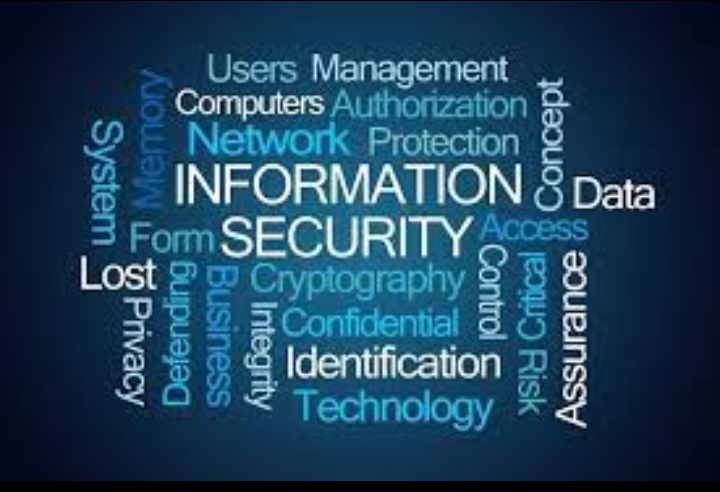 Users Management
Computers Authorization
Network Protection
Memory
System
Concept
INFORMATION
Data
Form SECURITY Access
Lost
Cryptography
Privacy
Defending
Business
Integrity
Control
Critical
Risk
Assurance
Confidential
Identification
Technology